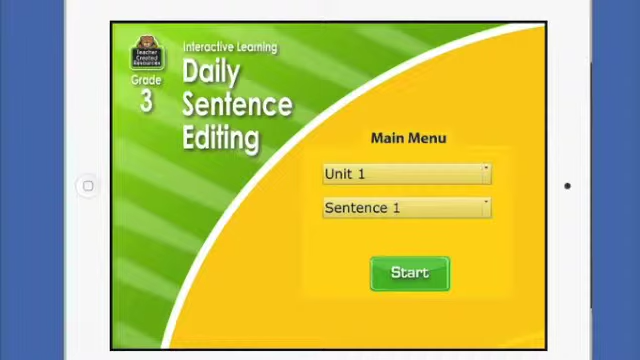 Teacher
Created
Resources
Grade
3
Interactive Learning
Daily
Sentence
Editing
Main Menu
Unit 1
Sentence 1
Start